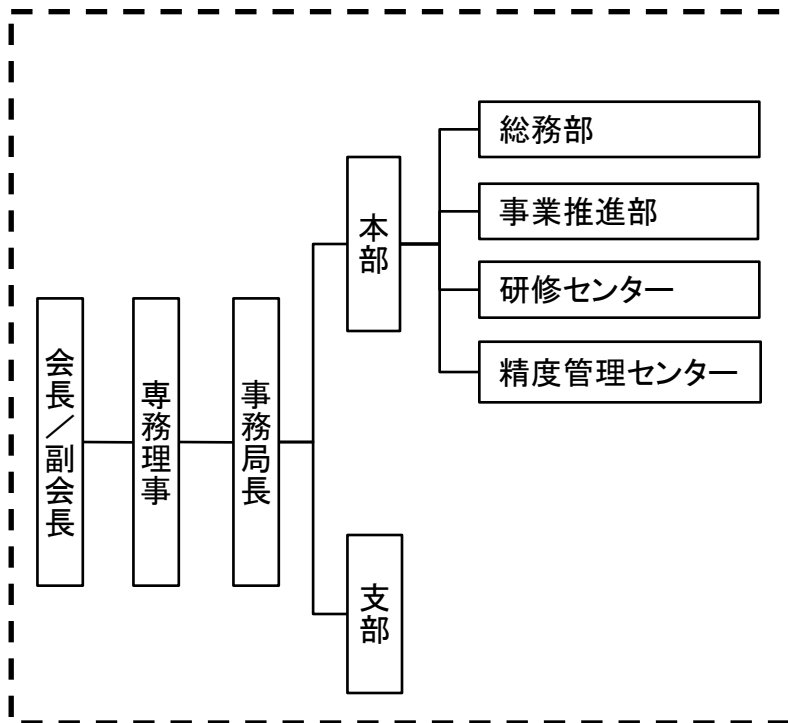 会長／副会長
専務理事
事務局長
本部
総務部
事業推進部
研修センター
精度管理センター
支部